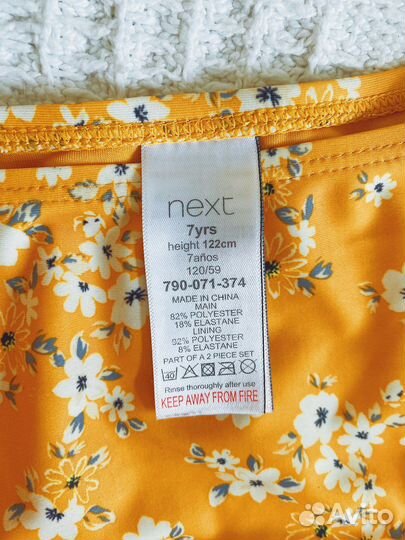 next
7yrs
height 122cm
7años
120/59
790-071-374
MADE IN CHINA
MAIN
82% POLYESTER
18% ELASTANE
LINING
92% POLYESTER
8% ELASTANE
PART OF A 2 PIECE SET
40
Rinse thoroughly after use
KEEP AWAY FROM FIRE
Avito